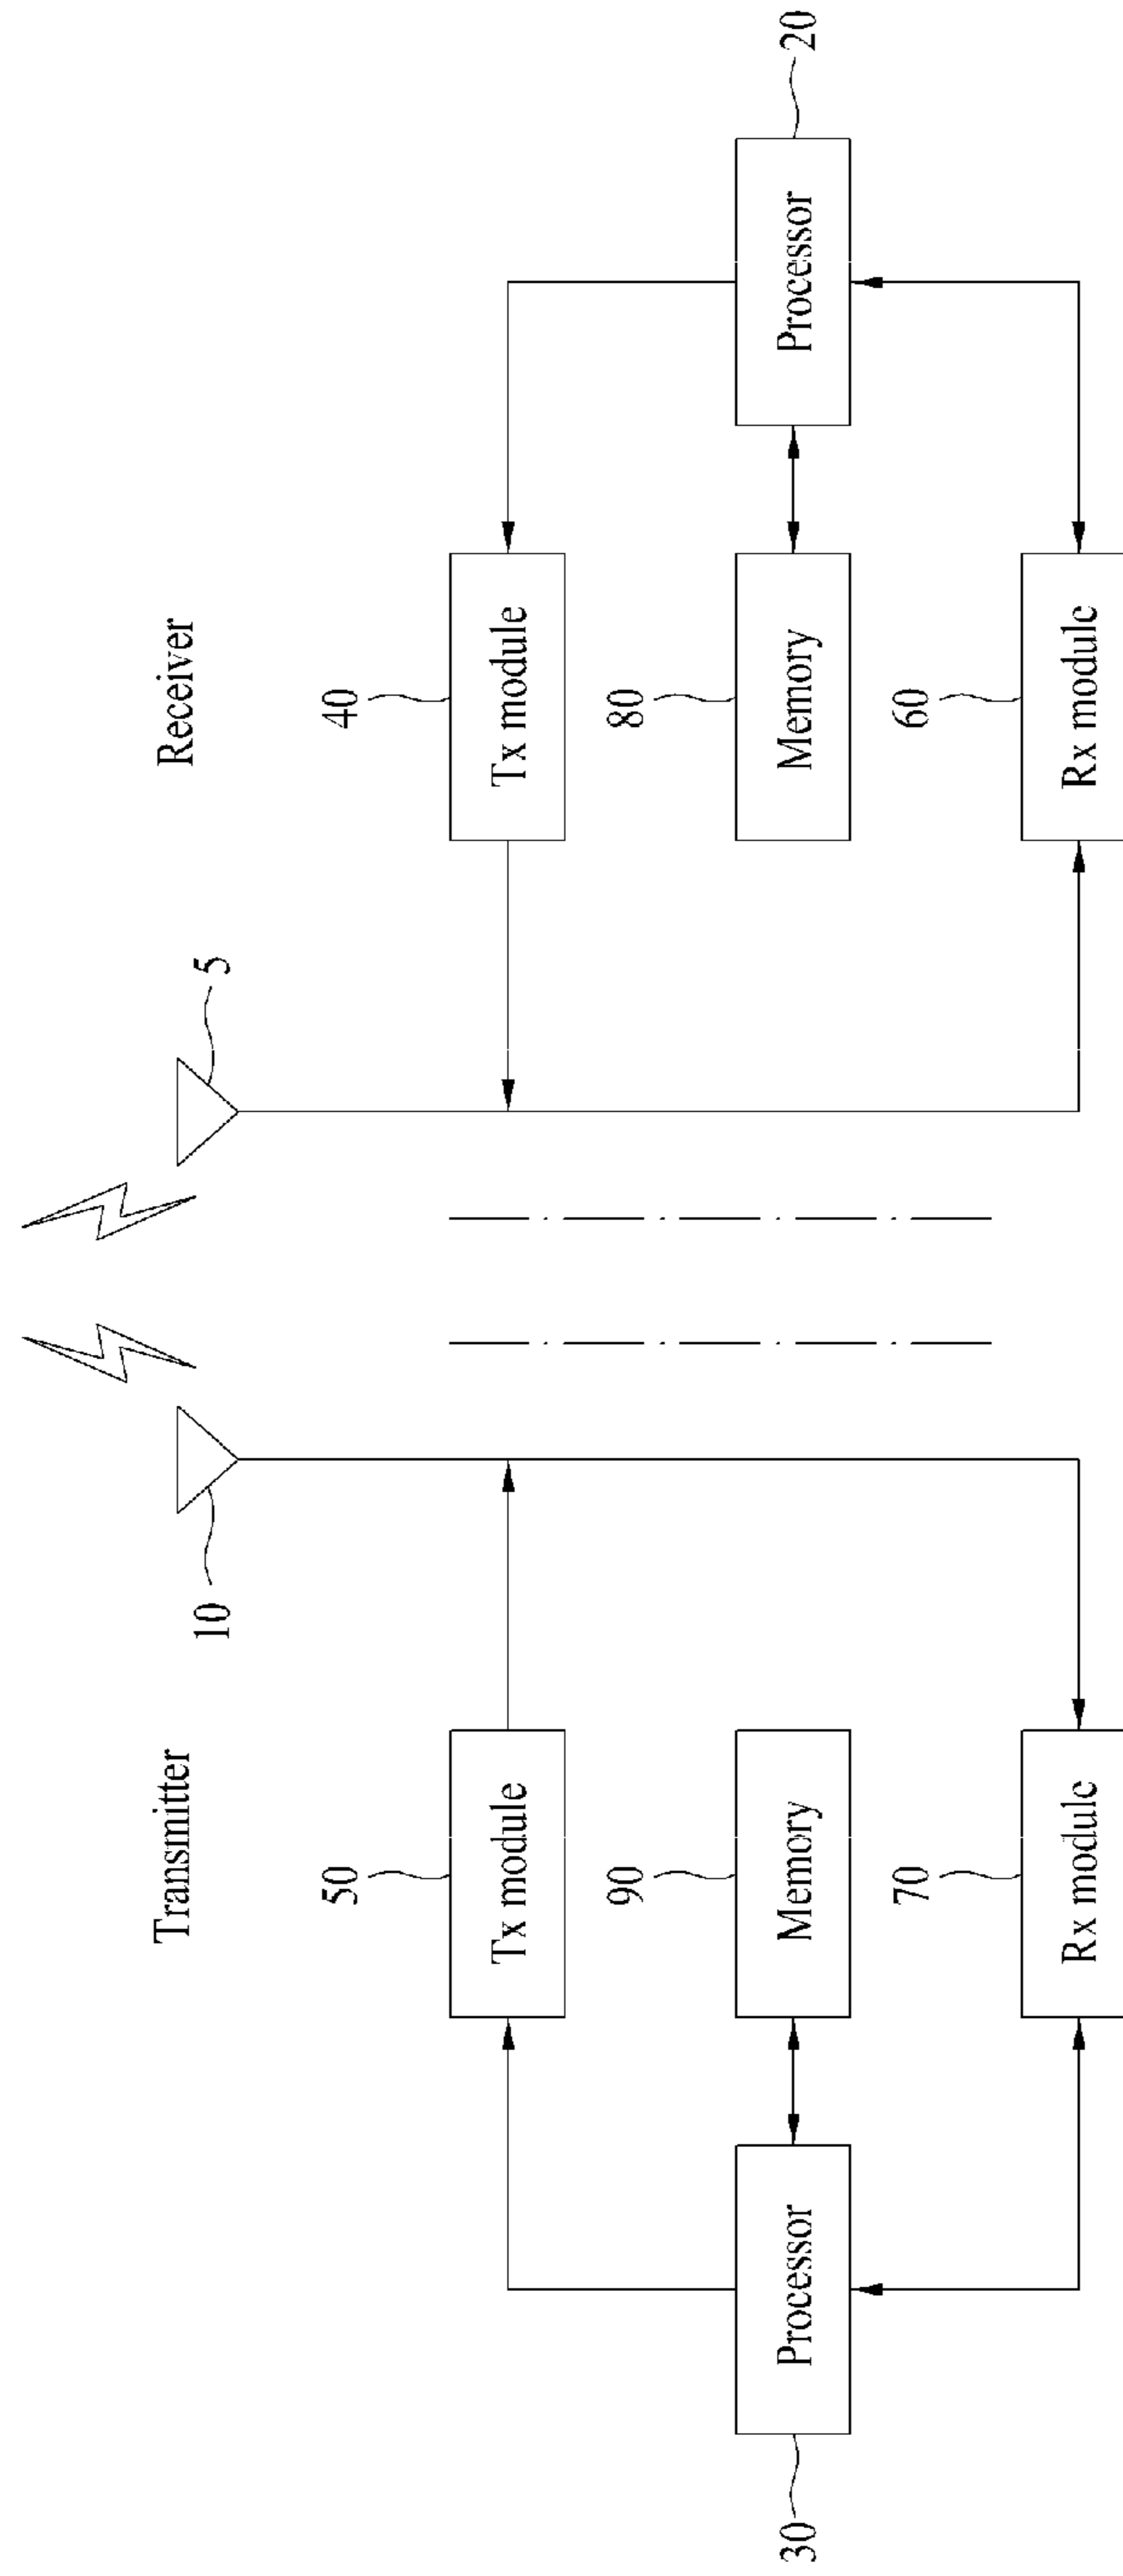 Transmitter
Receiver
10
5
50
40
Tx module
Tx module
90
80
30
Processor
Memory
Memory
Processor
20
70
60
Rx module
Rx module